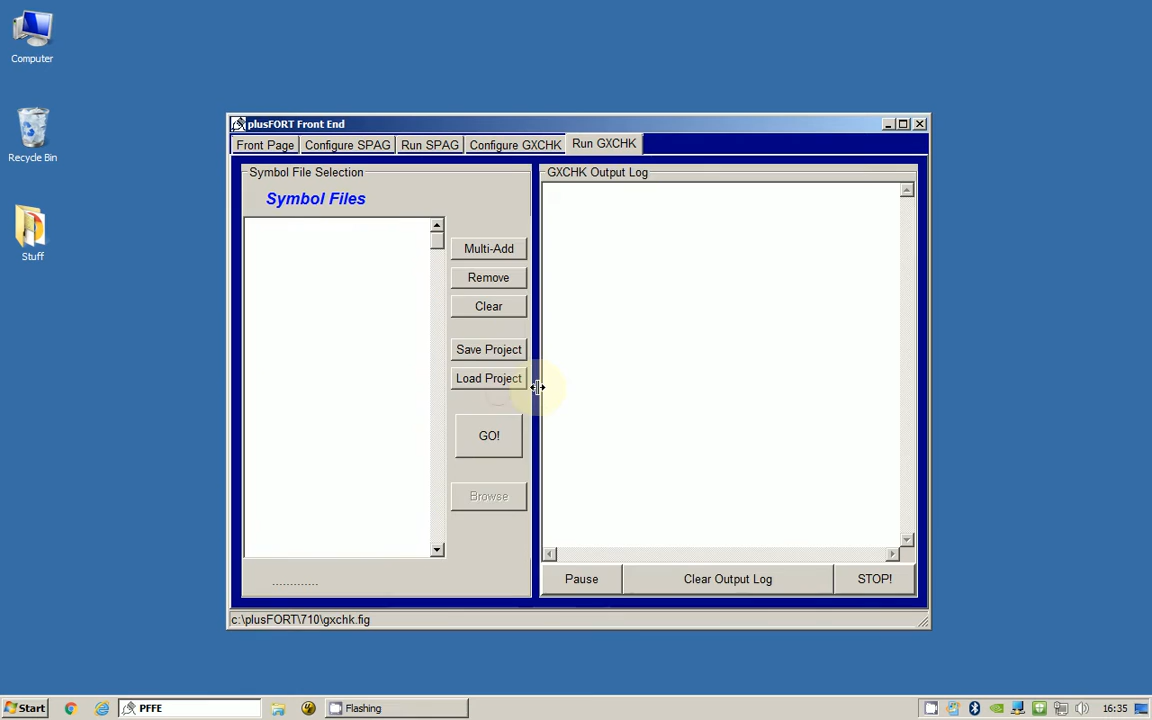 Computer
Recycle Bin
Stuff
plusFORT Front End
Front Page
Configure SPAG
Run SPAG
Configure GXCHK
Run GXCHK
Symbol File Selection
Symbol Files
Multi-Add
Remove
Clear
Save Project
Load Project
GO!
Browse
............
GXCHK Output Log
Pause
Clear Output Log
STOP!
c:\plusFORT\710\gxchk.fig
Start
PFFE
Flashing
16:35